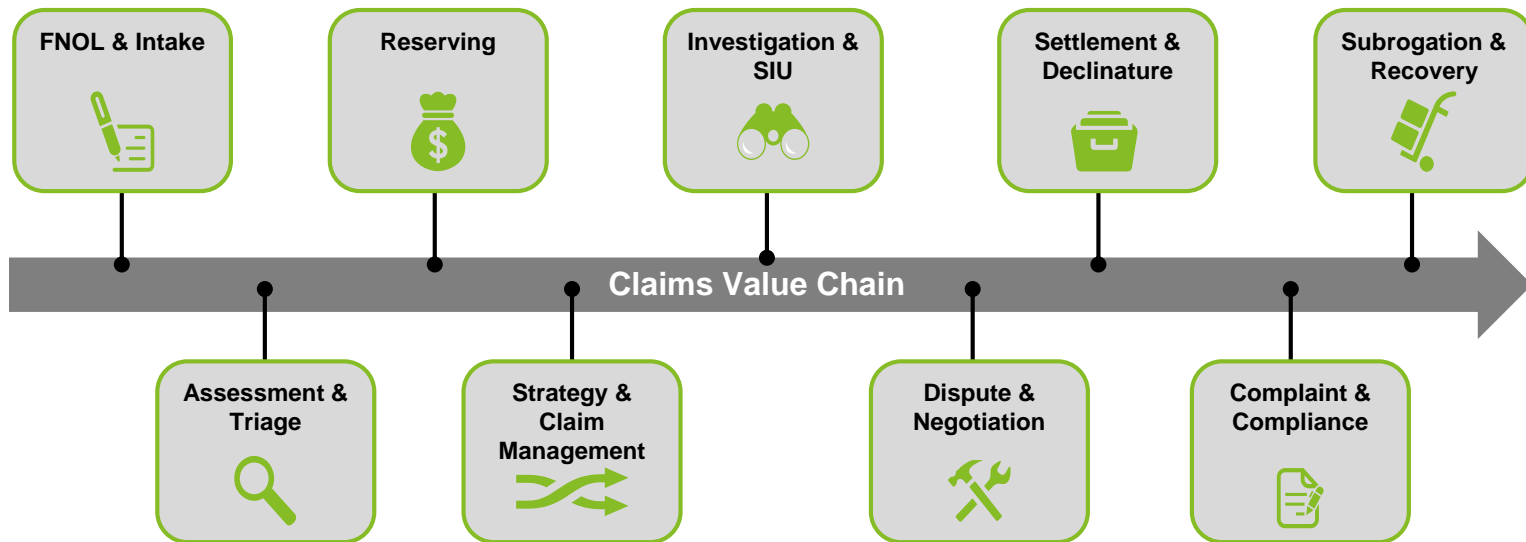 FNOL & Intake
Reserving
Investigation &
SIU
Settlement &
Declinature
Subrogation &
Recovery
$
Claims Value Chain
Assessment &
Triage
Strategy &
Claim
Management
Dispute &
Negotiation
Complaint &
Compliance